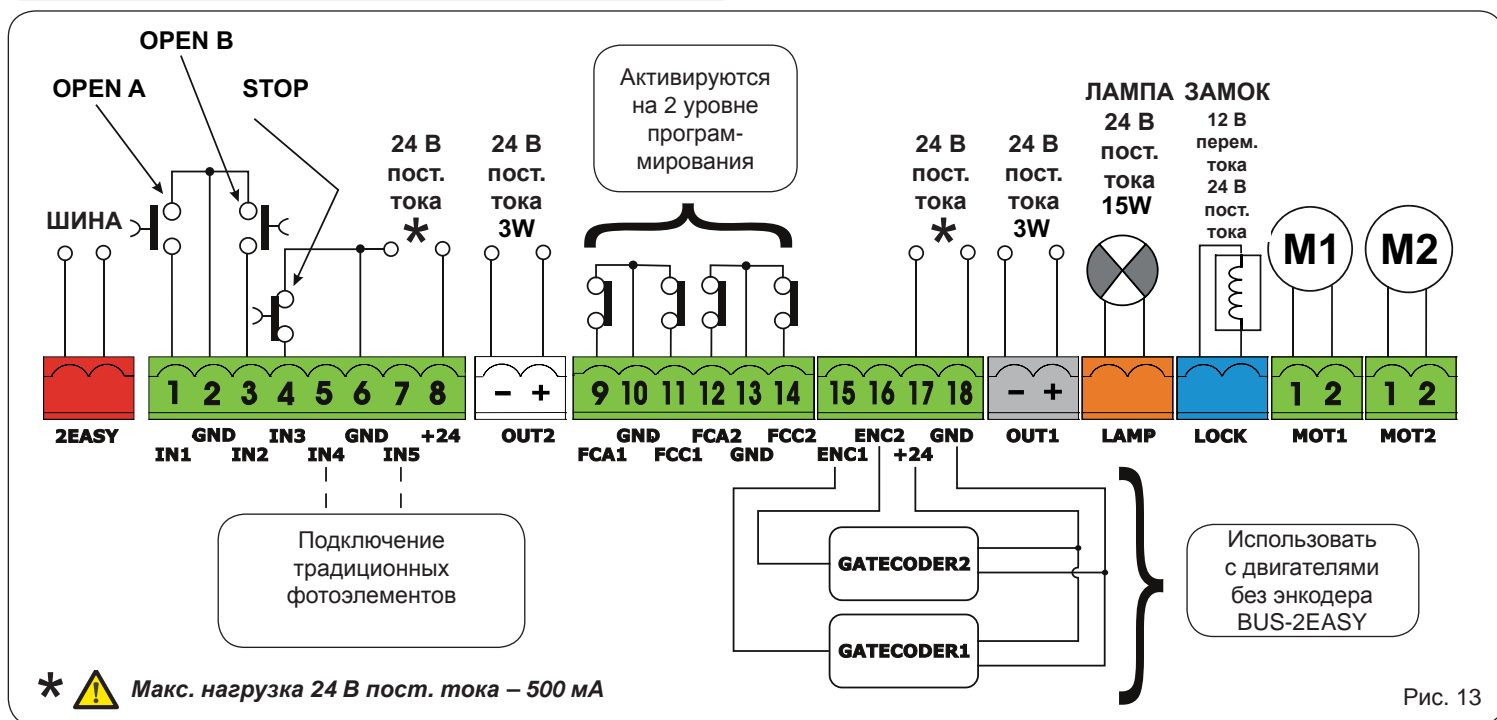 OPEN B
OPEN A
STOP
ШИНА
24 В
пост.
тока
*
24 В
пост.
тока
3W
Активируются
на 2 уровне
програм-
мирования
24 В
пост.
тока
*
24 В
пост.
тока
3W
ЛАМПА
24 В
пост.
тока
15W
ЗАМОК
12 В
перем.
тока
24 В
пост.
тока
M1
M2
1 2 3 4 5 6 7 8
- +
9 10 11 12 13 14
15 16 17 18
- +
1 2
1 2
2EASY
IN1
GND
IN2
IN3
IN4
GND
IN5
+24
OUT2
FCA1
GND
FCC1
FCA2
GND
FCC2
ENC1
ENC2
+24
GND
OUT1
LAMP
LOCK
MOT1
MOT2
Подключение
традиционных
фотоэлементов
GATECODER2
GATECODER1
Использовать
с двигателями
без энкодера
BUS-2EASY
* Макс. нагрузка 24 В пост. тока – 500 мА
Рис. 13